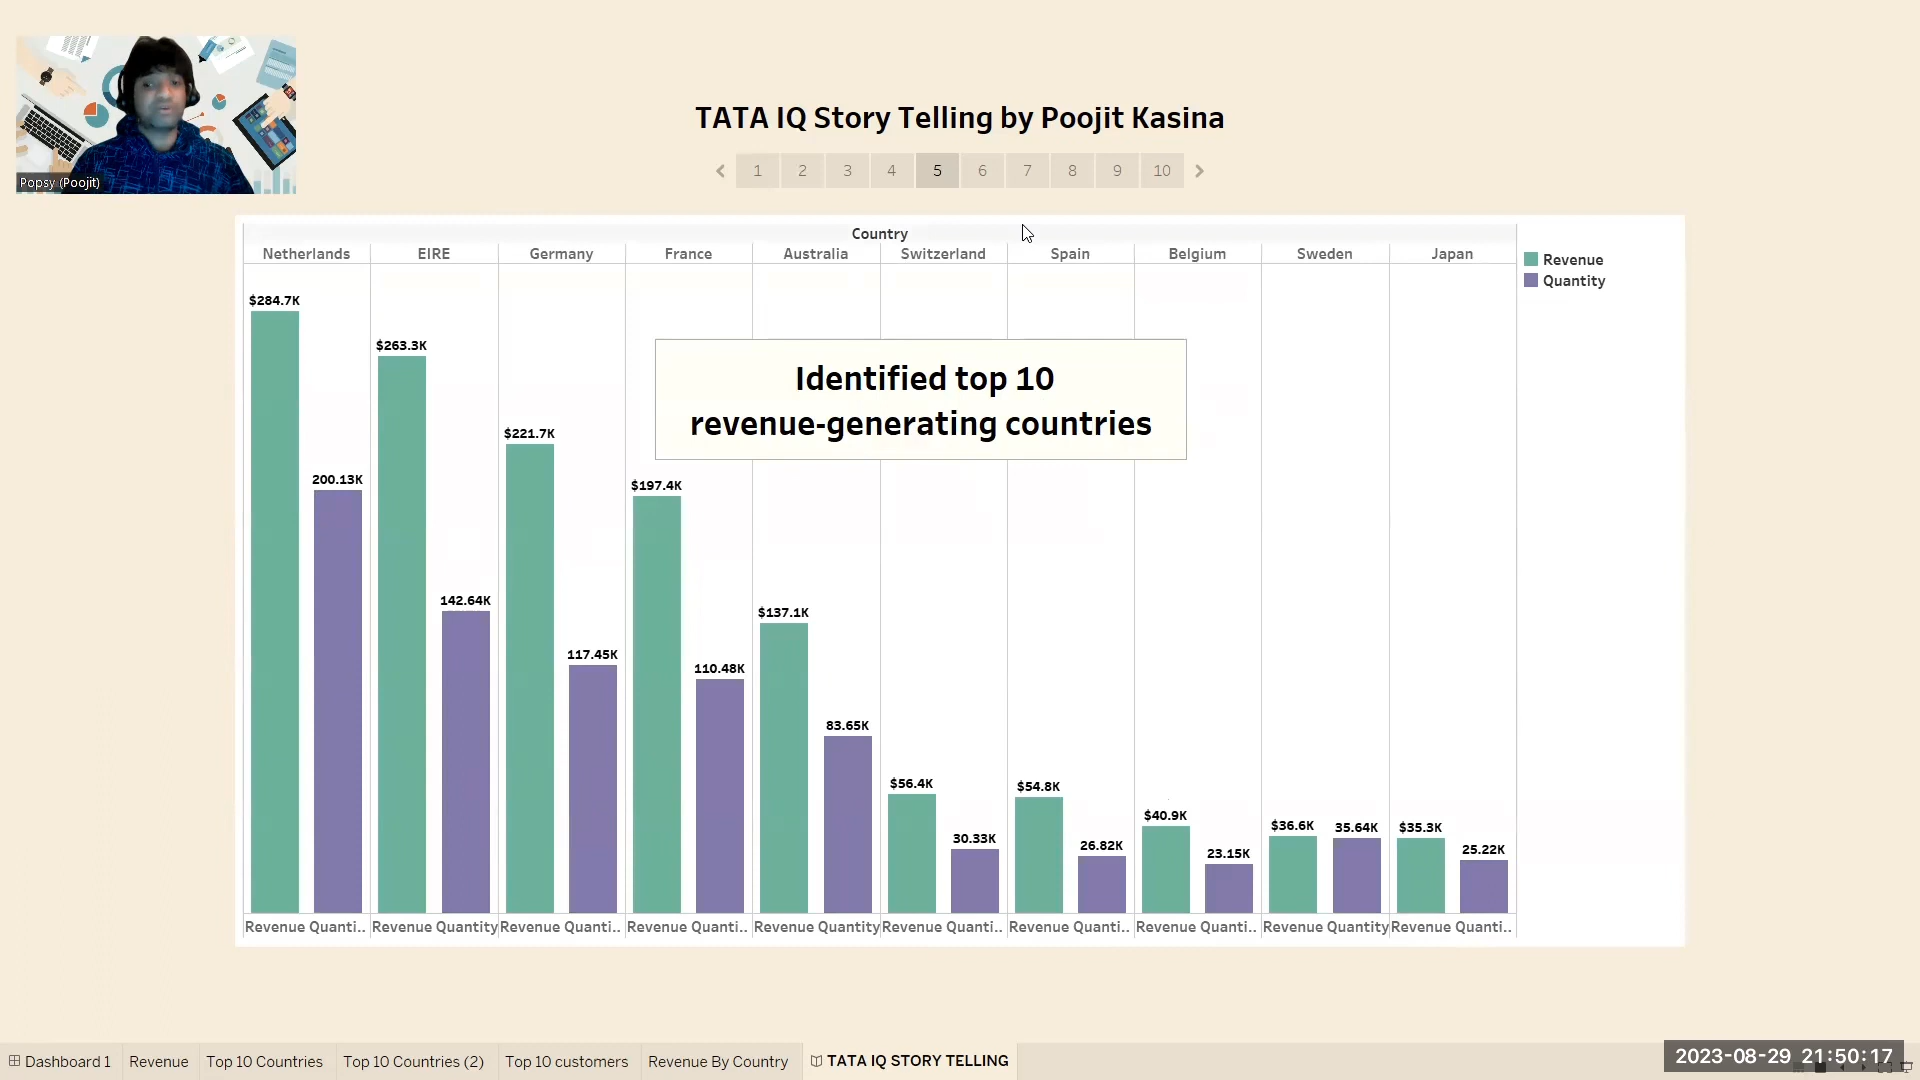 Popsy (Poojit)
TATA IQ Story Telling by Poojit Kasina
1 2 3 4 5 6 7 8 9 10
Country
Netherlands EIRE Germany France Australia Switzerland Spain Belgium Sweden Japan
Revenue
Quantity
$284.7K
$263.3K
Identified top 10
revenue-generating countries
$221.7K
200.13K
$197.4K
142.64K
$137.1K
117.45K
110.48K
83.65K
$56.4K
$54.8K
$40.9K
$36.6K 35.64K $35.3K
30.33K
26.82K
25.22K
23.15K
Revenue Quanti.. Revenue Quantity Revenue Quanti.. Revenue Quanti.. Revenue Quantity Revenue Quanti.. Revenue Quanti.. Revenue Quanti.. Revenue Quantity Revenue Quanti..
Dashboard 1 Revenue Top 10 Countries Top 10 Countries (2) Top 10 customers Revenue By Country TATA IQ STORY TELLING
2023-08-29 21:50:17